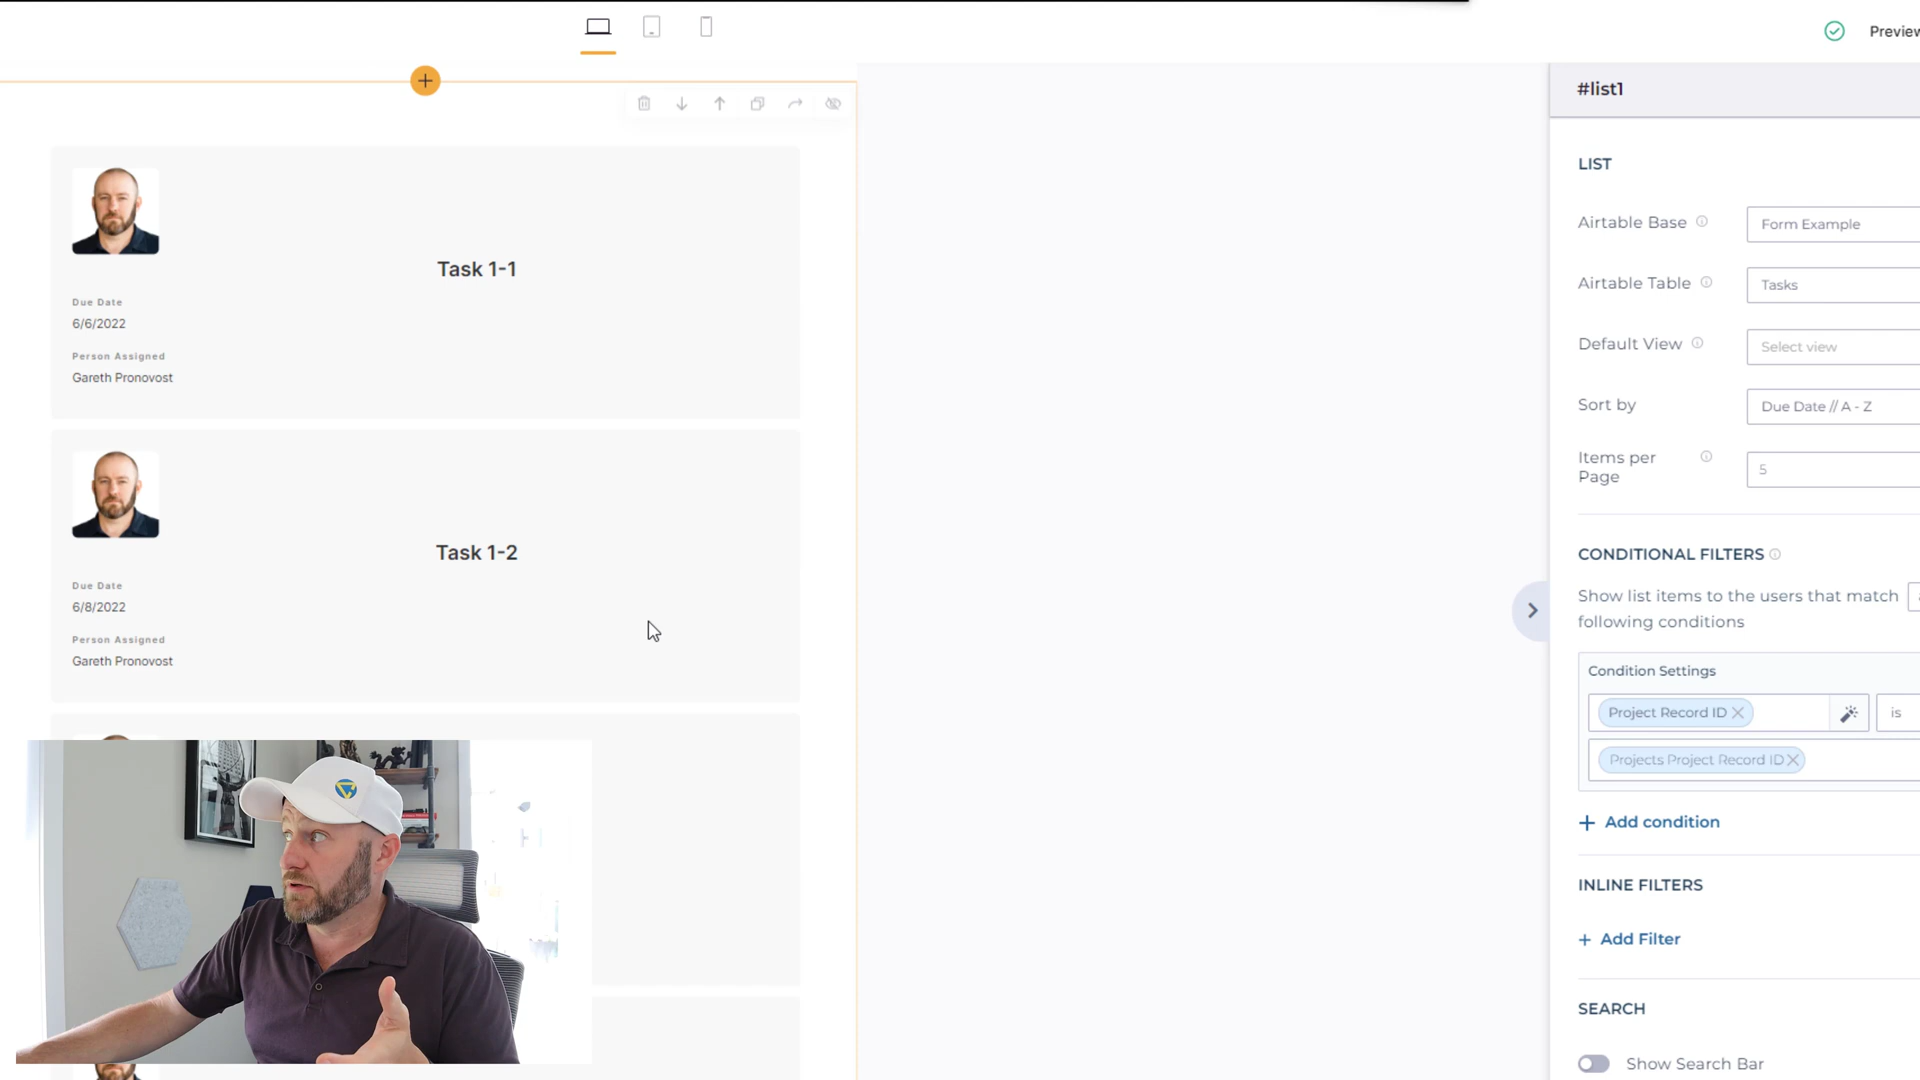 Preview
#list1
LIST
Airtable Base
Form Example
Airtable Table
Tasks
Default View
Select view
Sort by
Due Date // A - Z
Items per
Page
5
CONDITIONAL FILTERS
Show list items to the users that match
following conditions
Condition Settings
Project Record ID
is
Projects Project Record ID
+ Add condition
INLINE FILTERS
+ Add Filter
SEARCH
Show Search Bar
Task 1-1
Due Date
6/6/2022
Person Assigned
Gareth Pronovost
Task 1-2
Due Date
6/8/2022
Person Assigned
Gareth Pronovost